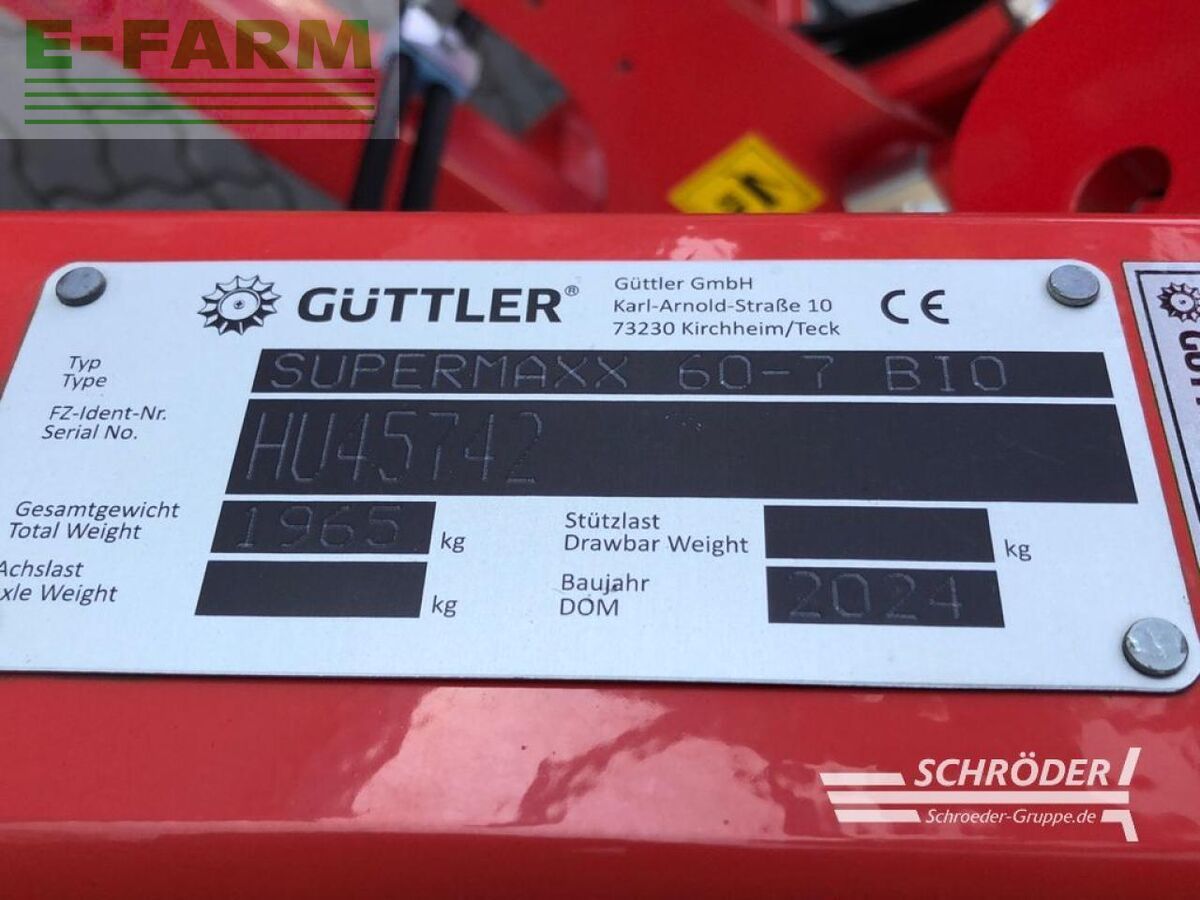 E-FARM
GÜTTLER®
Güttler GmbH
Karl-Arnold-Straße 10
73230 Kirchheim/Teck
CE
Typ
Type
SUPERMAXX 60-7 BIO
FZ-Ident-Nr.
Serial No.
HU45742
Gesamtgewicht
Total Weight
1965 kg
Stützlast
Drawbar Weight
kg
Achslast
xle Weight
kg
Baujahr
DOM
2024
SCHRÖDER
Schroeder-Gruppe.de